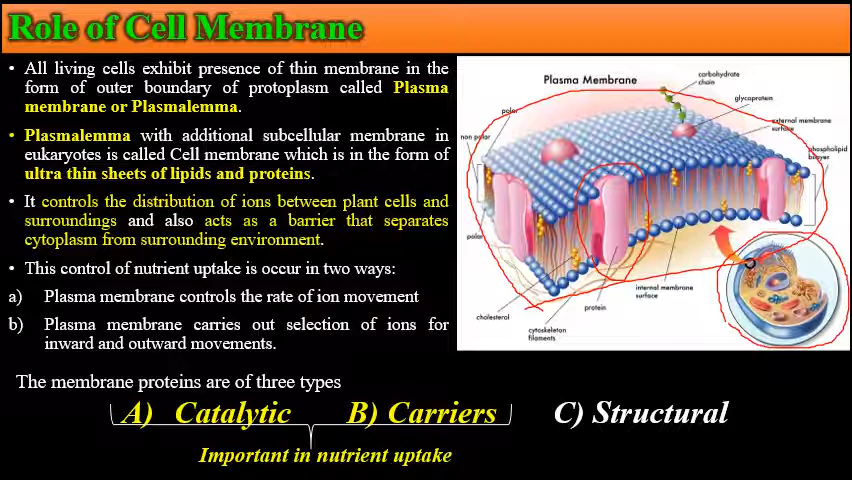 Role of Cell Membrane
• All living cells exhibit presence of thin membrane in the
form of outer boundary of protoplasm called Plasma
membrane or Plasmalemma.
• Plasmalemma with additional subcellular membrane in
eukaryotes is called Cell membrane which is in the form of
ultra thin sheets of lipids and proteins.
• It controls the distribution of ions between plant cells and
surroundings and also acts as a barrier that separates
cytoplasm from surrounding environment.
• This control of nutrient uptake is occur in two ways:
a) Plasma membrane controls the rate of ion movement
b) Plasma membrane carries out selection of ions for
inward and outward movements.
Plasma Membrane
carbohydrate
chain
glycoprotein
polar
external membrane
surface
non polar
phospholipid
bilayer
polar
internal membrane
surface
cholesterol
protein
cytoskeleton
filaments
The membrane proteins are of three types
A) Catalytic B) Carriers C) Structural
Important in nutrient uptake